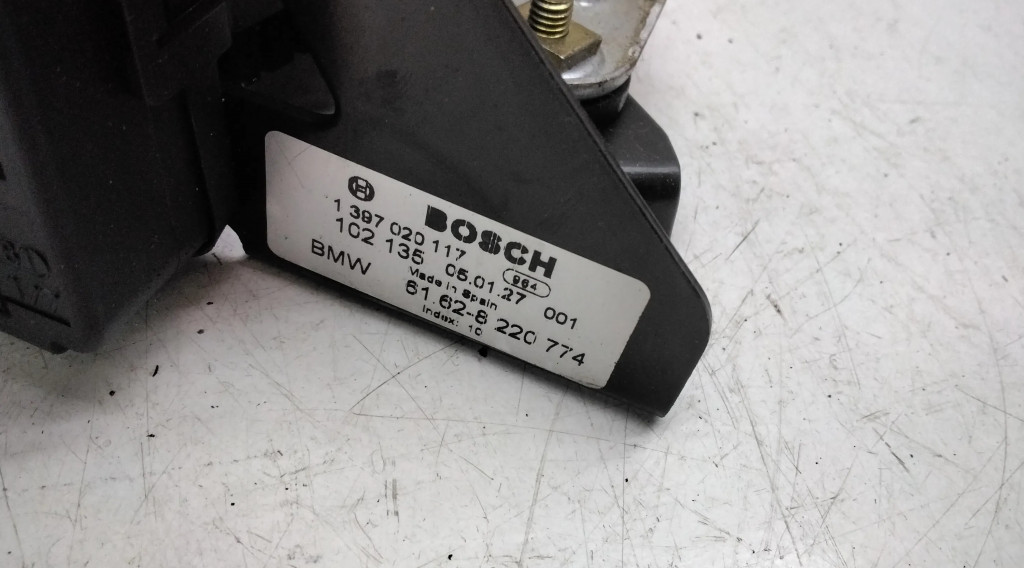 BOSCH
1 397 020 117
102 135 05.01.27 001
964
Made in Spain
BMW 61.62-8 220 774
Index: 10